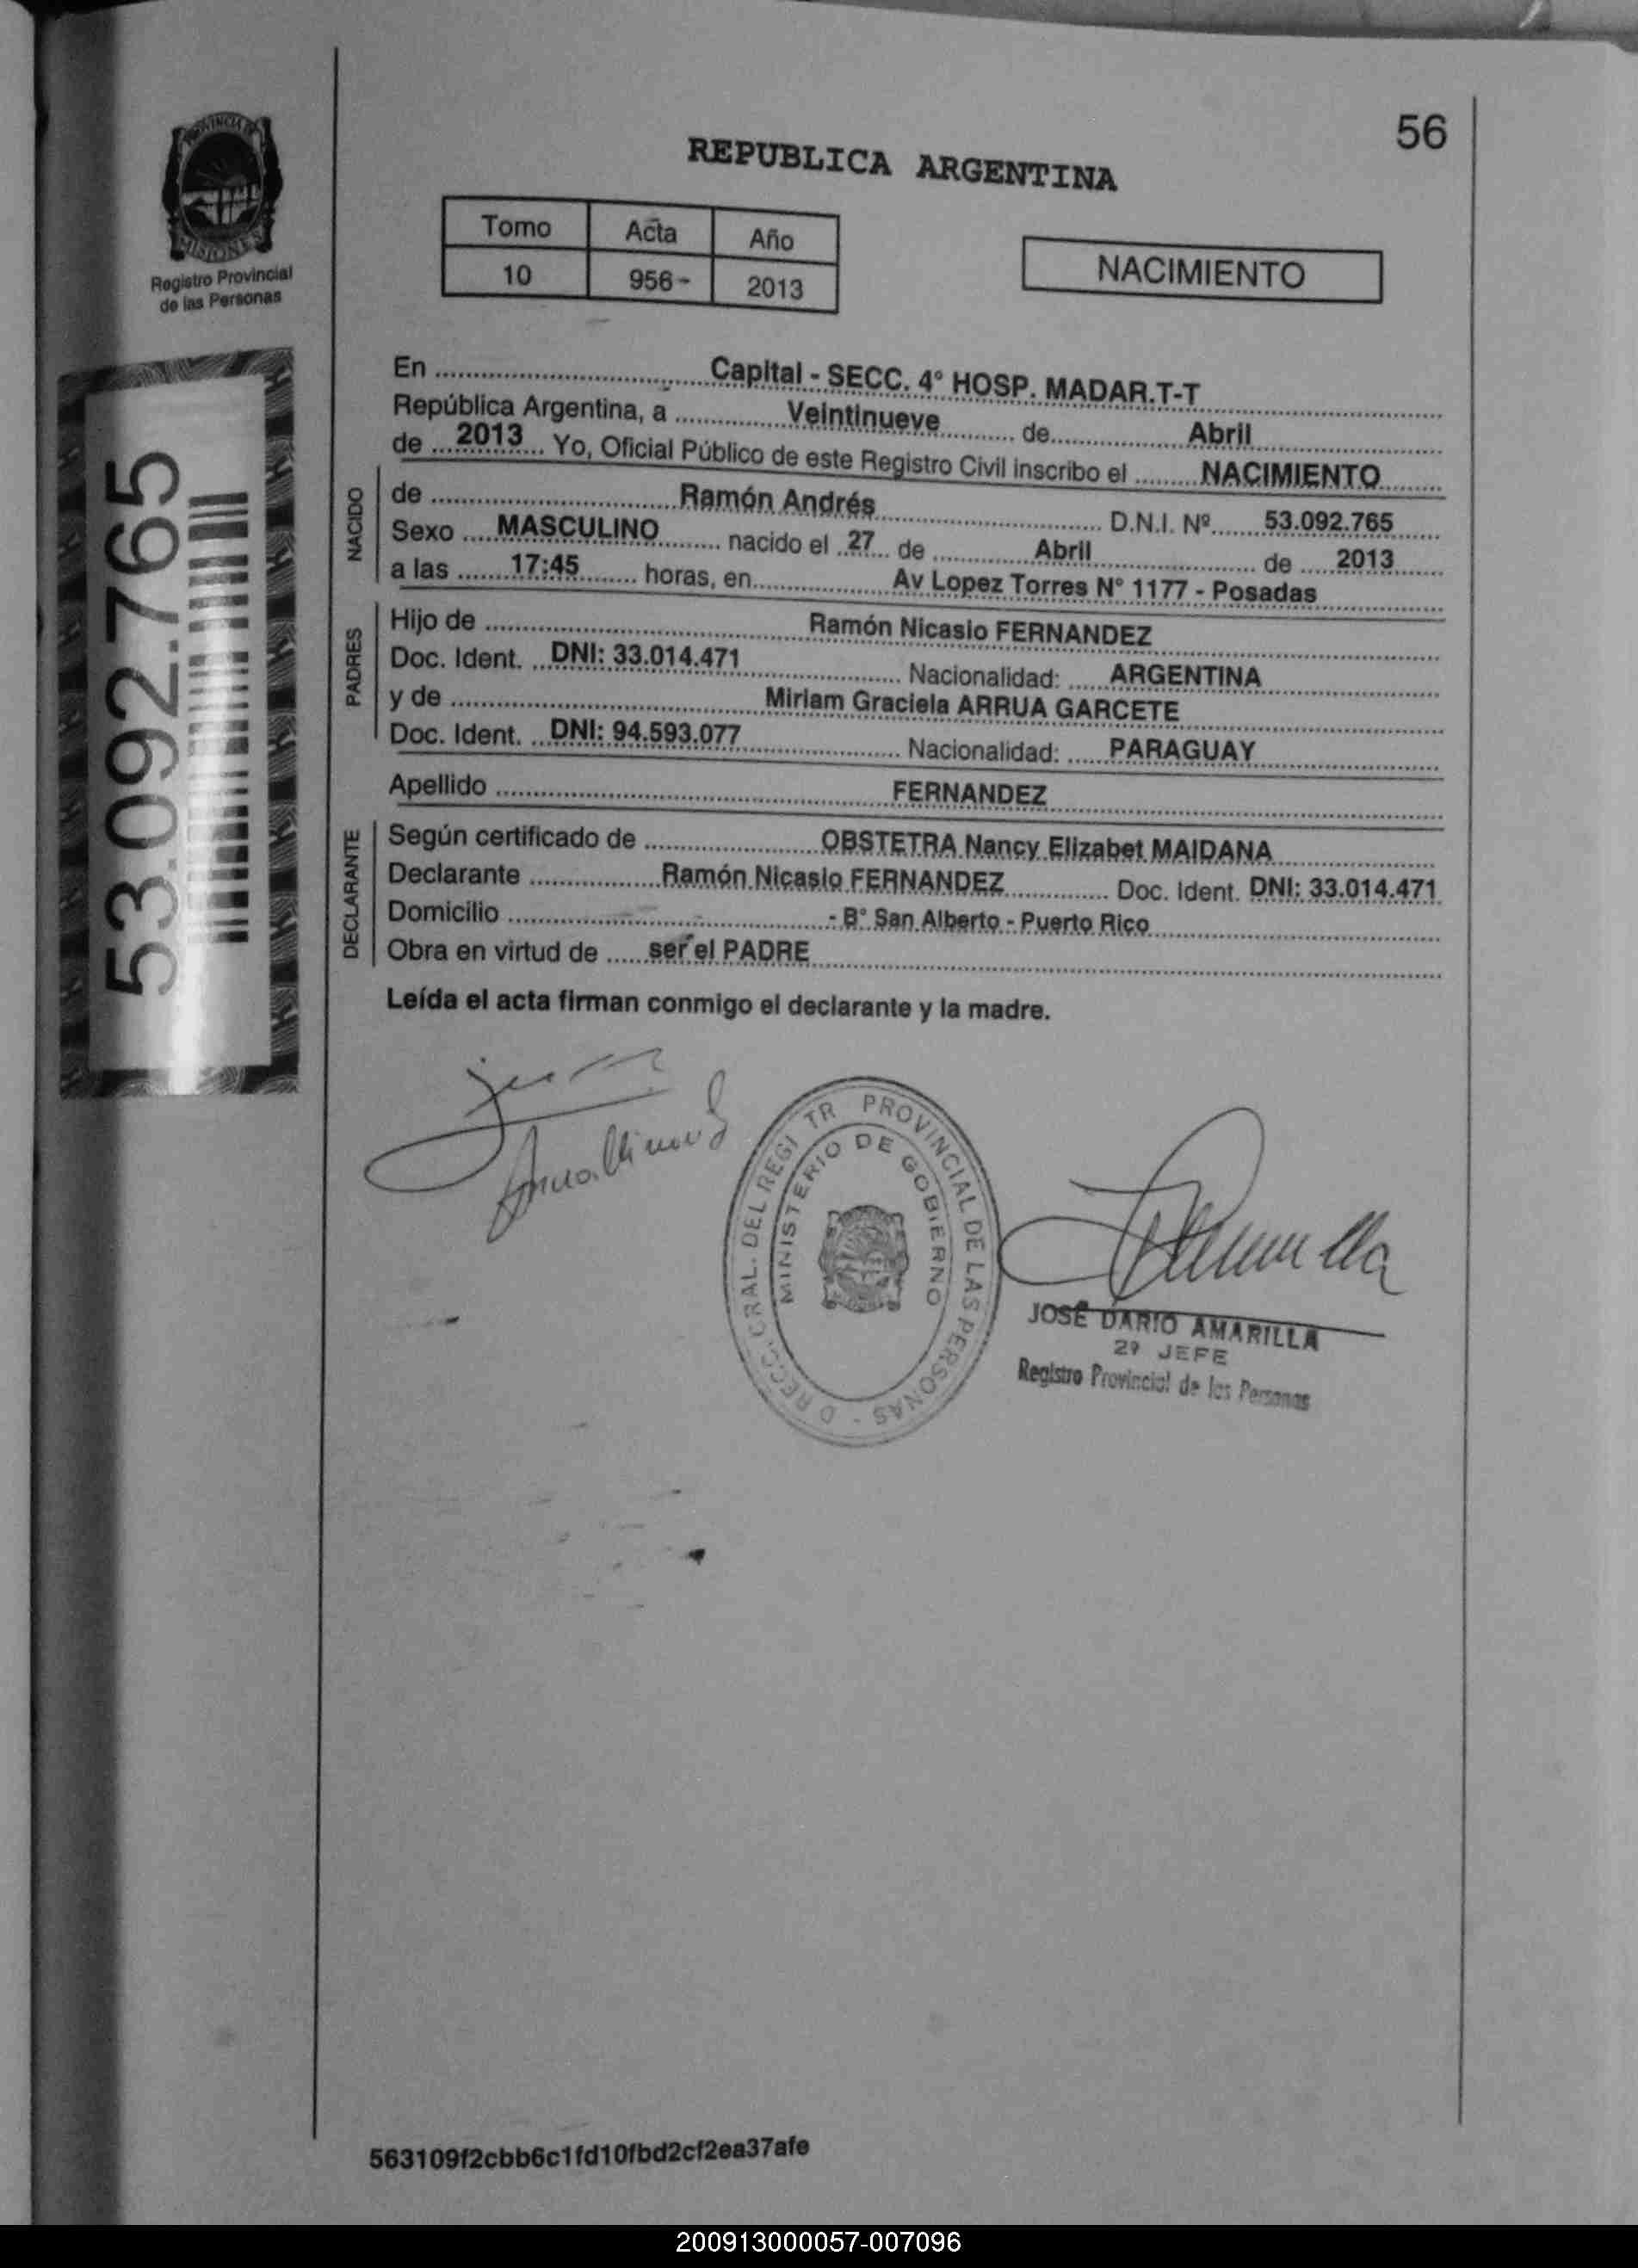 56
REPUBLICA ARGENTINA
PROVINCIA DE
MISIONES
Registro Provincial
de las Personas
Tomo Acta Año
10 956- 2013
NACIMIENTO
53.092.765
En Capital - SECC. 4° HOSP. MADAR.T-T
República Argentina, a Veintinueve de Abril
de 2013 Yo, Oficial Público de este Registro Civil inscribo el NACIMIENTO
NACIDO
de Ramón Andrés D.N.I. Nº 53.092.765
Sexo MASCULINO nacido el 27 de Abril de 2013
a las 17:45 horas, en Av Lopez Torres N° 1177 - Posadas
PADRES
Hijo de Ramón Nicasio FERNANDEZ
Doc. Ident. DNI: 33.014.471 Nacionalidad: ARGENTINA
y de Miriam Graciela ARRUA GARCETE
Doc. Ident. DNI: 94.593.077 Nacionalidad: PARAGUAY
Apellido FERNANDEZ
DECLARANTE
Según certificado de OBSTETRA Nancy Elizabet MAIDANA
Declarante Ramón Nicasio FERNANDEZ Doc. Ident. DNI: 33.014.471
Domicilio - B° San Alberto - Puerto Rico
Obra en virtud de ser el PADRE
Leída el acta firman conmigo el declarante y la madre.
PROVINCIAL DE LAS PERSONAS
MINISTERIO DE GOBIERNO
JOSÉ DARIO AMARILLA
2º JEFE
Registro Provincial de las Personas
563109f2cbb6c1fd10fbd2cf2ea37afe
200913000057-007096